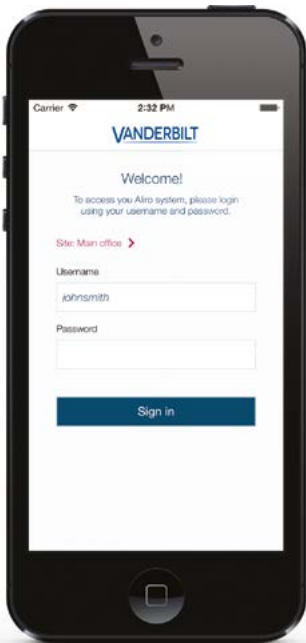 Carrier 2:32 PM
VANDERBILT
Welcome!
To access you Aliro system, please login
using your username and password.
Site: Main office
Username
johnsmith
Password
Sign in